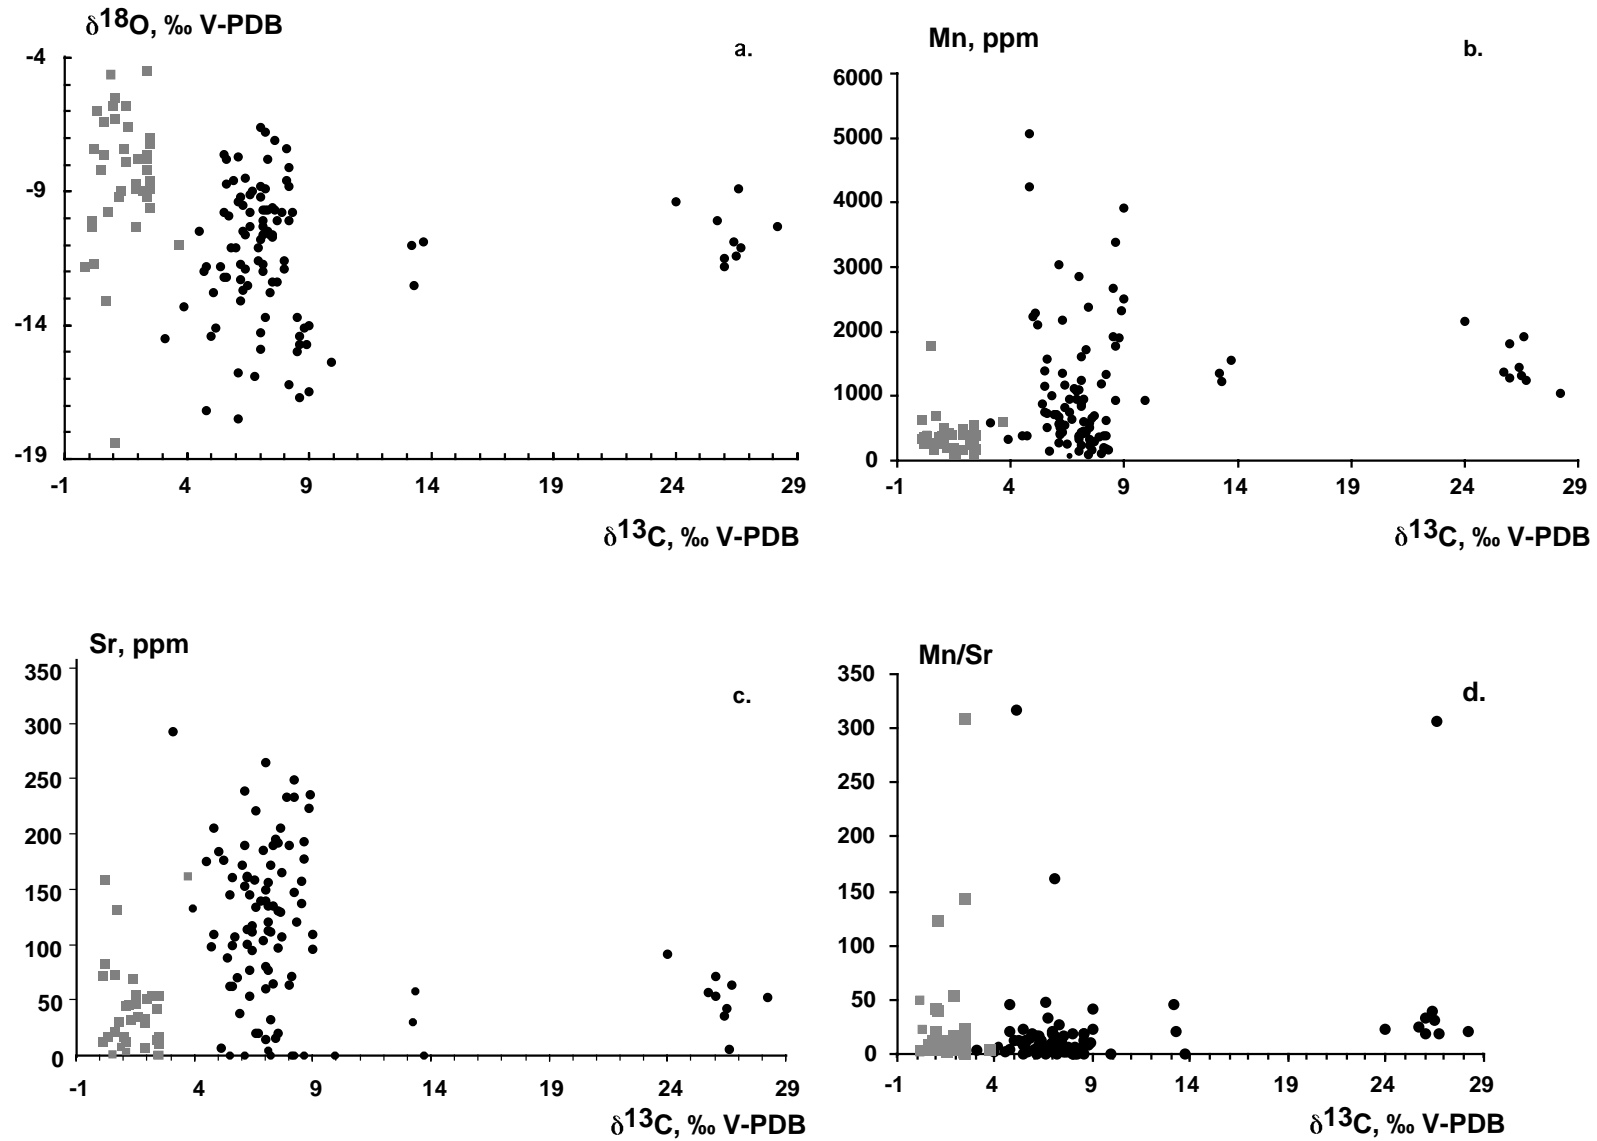 δ18O, ‰ V-PDB
a.
-4
-9
-14
-19
-1 4 9 14 19 24 29
δ13C, ‰ V-PDB
Mn, ppm
b.
6000
5000
4000
3000
2000
1000
0
-1 4 9 14 19 24 29
δ13C, ‰ V-PDB
Sr, ppm
c.
350
300
250
200
150
100
50
0
-1 4 9 14 19 24 29
δ13C, ‰ V-PDB
Mn/Sr
d.
350
300
250
200
150
100
50
0
-1 4 9 14 19 24 29
δ13C, ‰ V-PDB